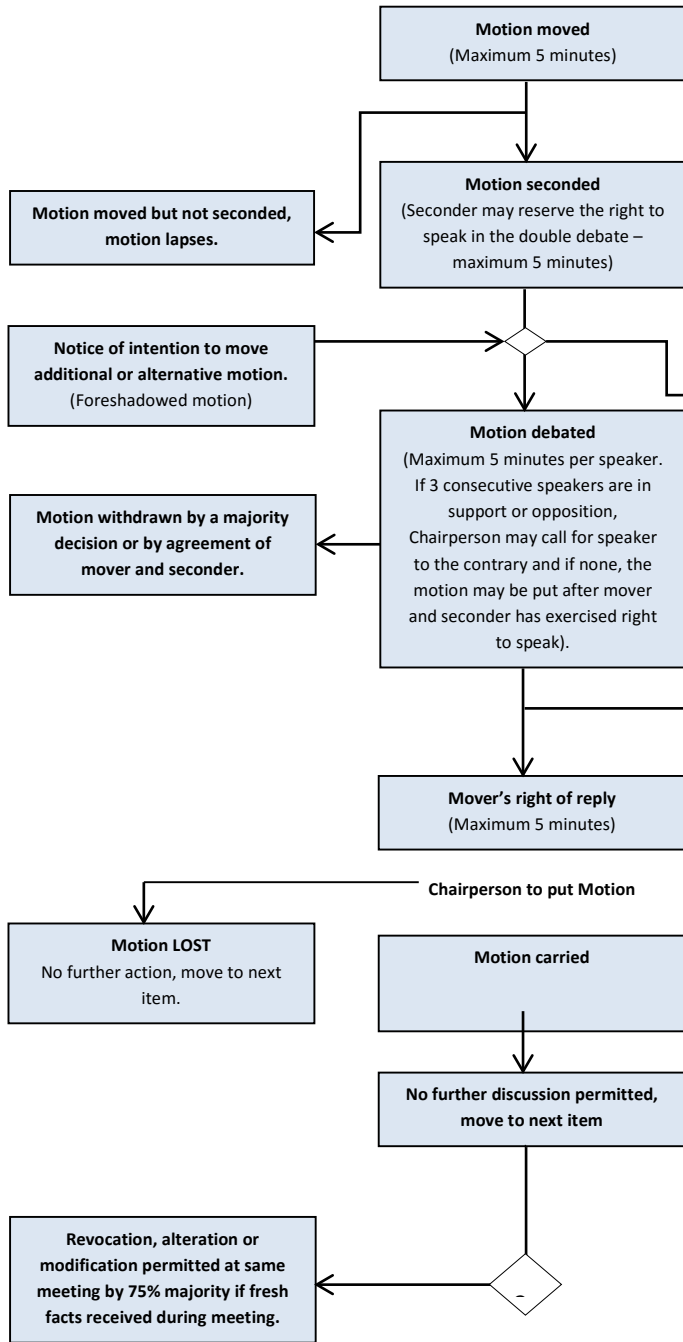 Motion moved
(Maximum 5 minutes)
Motion seconded
(Seconder may reserve the right to
speak in the double debate –
maximum 5 minutes)
Motion moved but not seconded,
motion lapses.
Notice of intention to move
additional or alternative motion.
(Foreshadowed motion)
Motion debated
(Maximum 5 minutes per speaker.
If 3 consecutive speakers are in
support or opposition,
Chairperson may call for speaker
to the contrary and if none, the
motion may be put after mover
and seconder has exercised right
to speak).
Motion withdrawn by a majority
decision or by agreement of
mover and seconder.
Mover’s right of reply
(Maximum 5 minutes)
Chairperson to put Motion
Motion LOST
No further action, move to next
item.
Motion carried
No further discussion permitted,
move to next item
Revocation, alteration or
modification permitted at same
meeting by 75% majority if fresh
facts received during meeting.